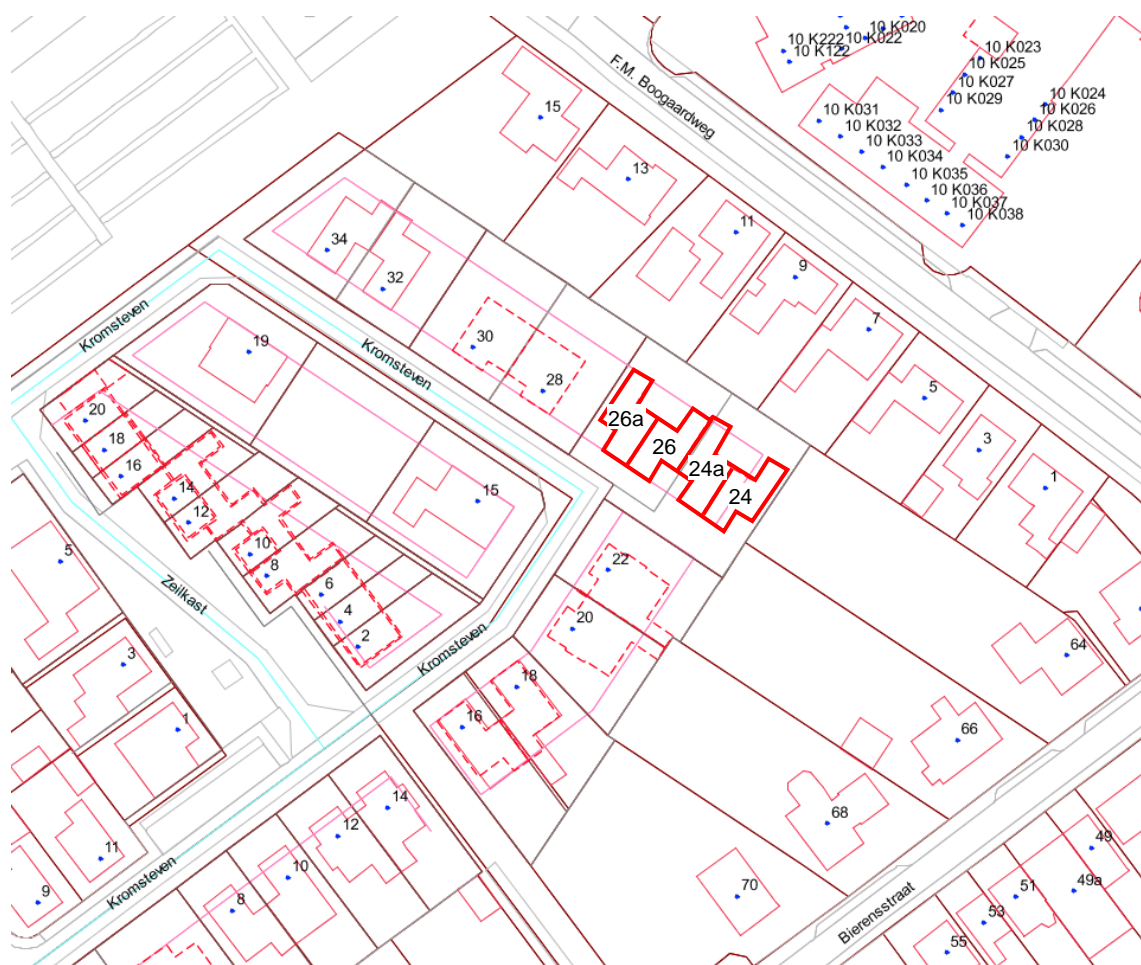 10 K020
10 K222
10 K022
10 K122
10 K023
10 K025
10 K027
10 K029
10 K024
10 K026
10 K028
10 K030
10 K031
10 K032
10 K033
10 K034
10 K035
10 K036
10 K037
10 K038
F.M. Boogaardweg
15
13
11
9
7
5
3
1
34
32
30
28
26a
26
24a
24
Kromsteven
Kromsteven
19
15
20
18
16
14
12
10
8
6
4
2
22
20
18
16
Kromsteven
Zeilkast
5
3
1
11
9
Kromsteven
14
12
10
8
64
66
68
70
Bierensstraat
49
49a
51
53
55